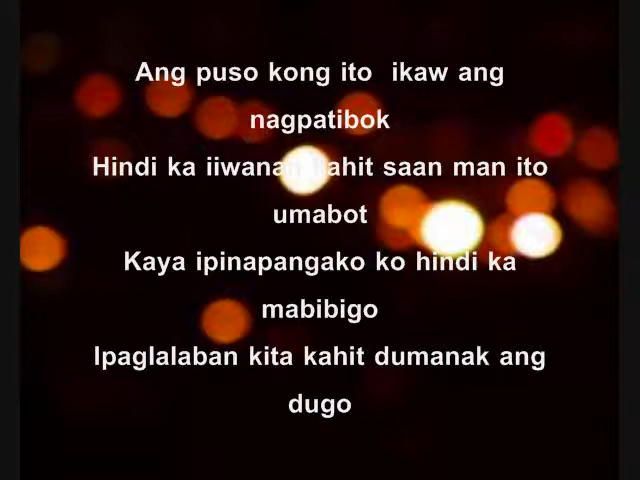 Ang puso kong ito  ikaw ang
nagpatibok
Hindi ka iiwanan kahit saan man ito
umabot
Kaya ipinapangako ko hindi ka
mabibigo
Ipaglalaban kita kahit dumanak ang
dugo